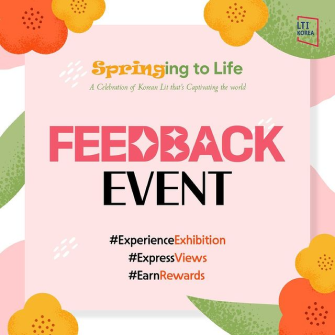 LTI
KOREA
Springing to Life
A Celebration of Korean Lit that's Captivating the world
FEEDBACK
EVENT
#ExperienceExhibition
#ExpressViews
#EarnRewards